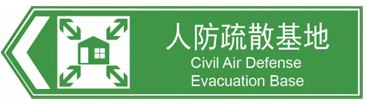 人防疏散基地
Civil Air Defense
Evacuation Base